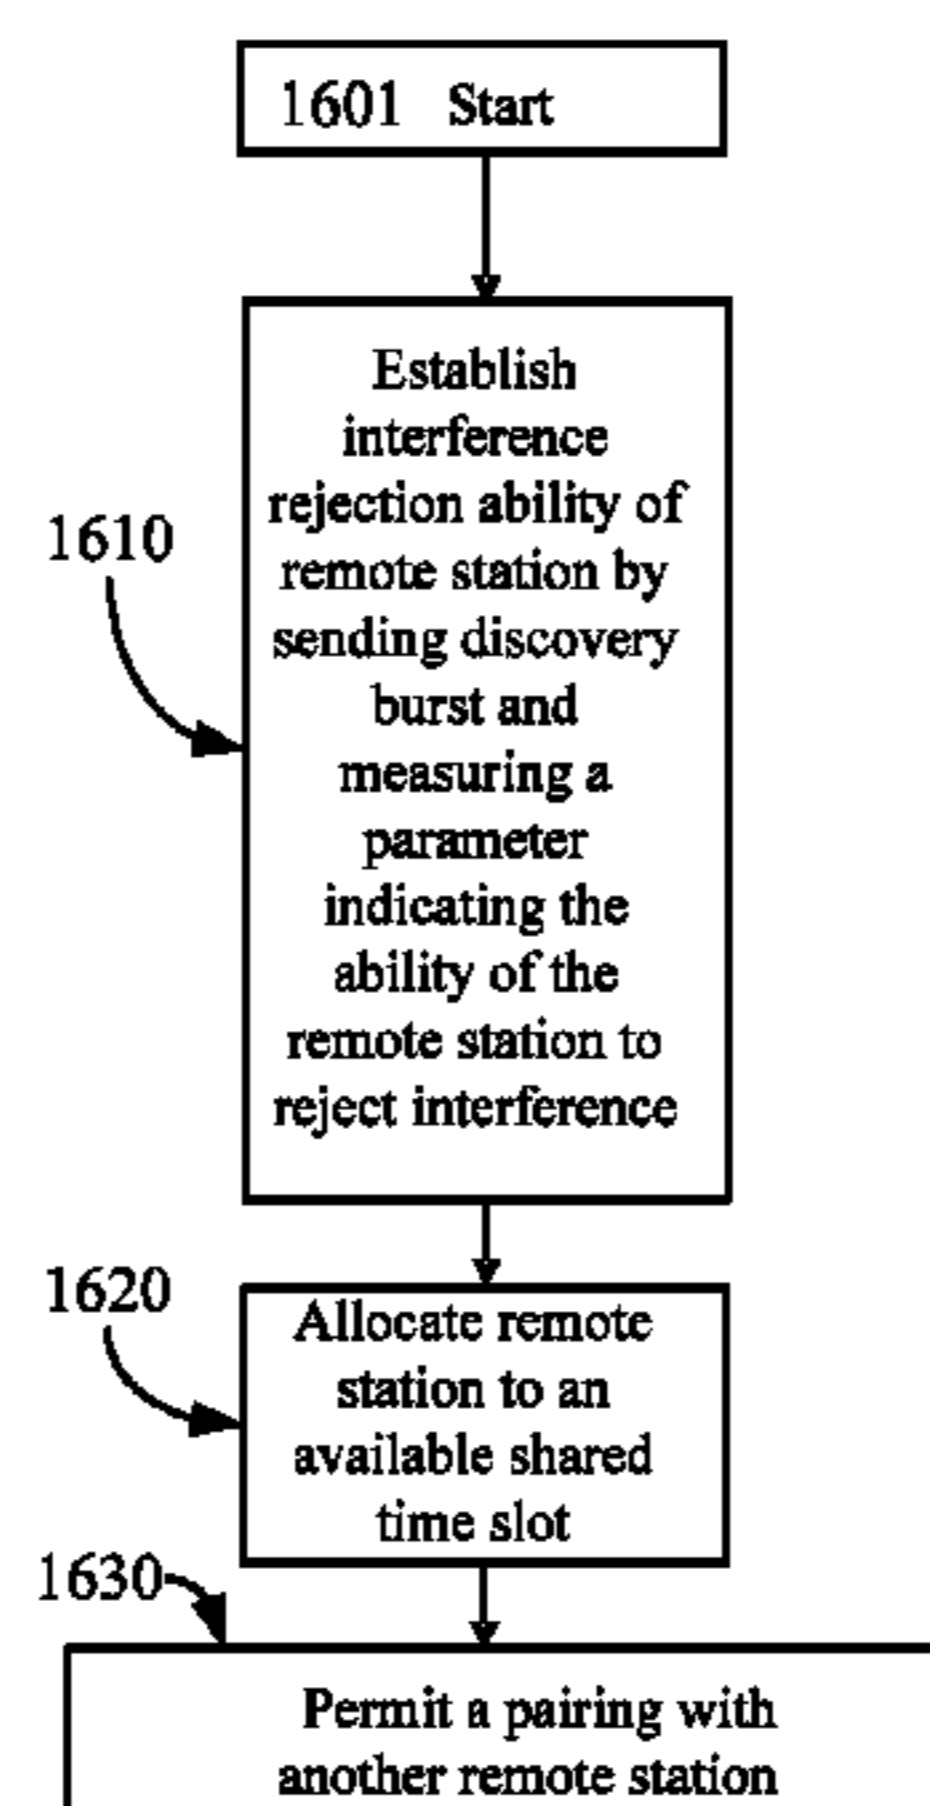 1601 Start
Establish
interference
rejection ability of
remote station by
sending discovery
burst and
measuring a
parameter
indicating the
ability of the
remote station to
reject interference
1610
1620
Allocate remote
station to an
available shared
time slot
1630
Permit a pairing with
another remote station